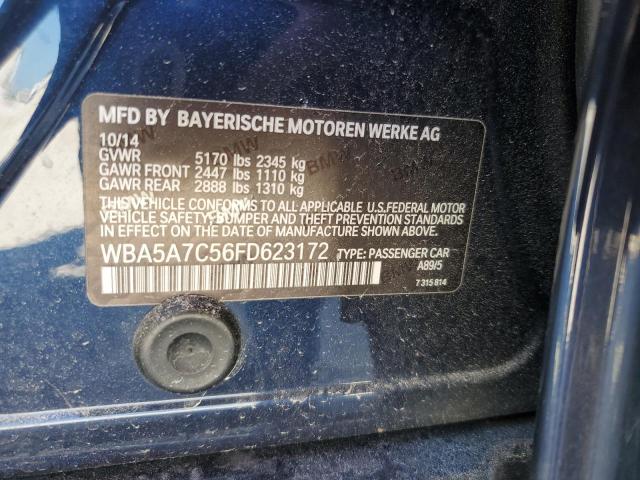 MFD BY BAYERISCHE MOTOREN WERKE AG
10/14
GVWR 5170 lbs 2345 kg
GAWR FRONT 2447 lbs 1110 kg
GAWR REAR 2888 lbs 1310 kg
THIS VEHICLE CONFORMS TO ALL APPLICABLE U.S.FEDERAL MOTOR
VEHICLE SAFETY, BUMPER, AND THEFT PREVENTION STANDARDS
IN EFFECT ON THE DATE OF MANUFACTURE SHOWN ABOVE.
WBA5A7C56FD623172 TYPE: PASSENGER CAR
A89/5
7 315 814